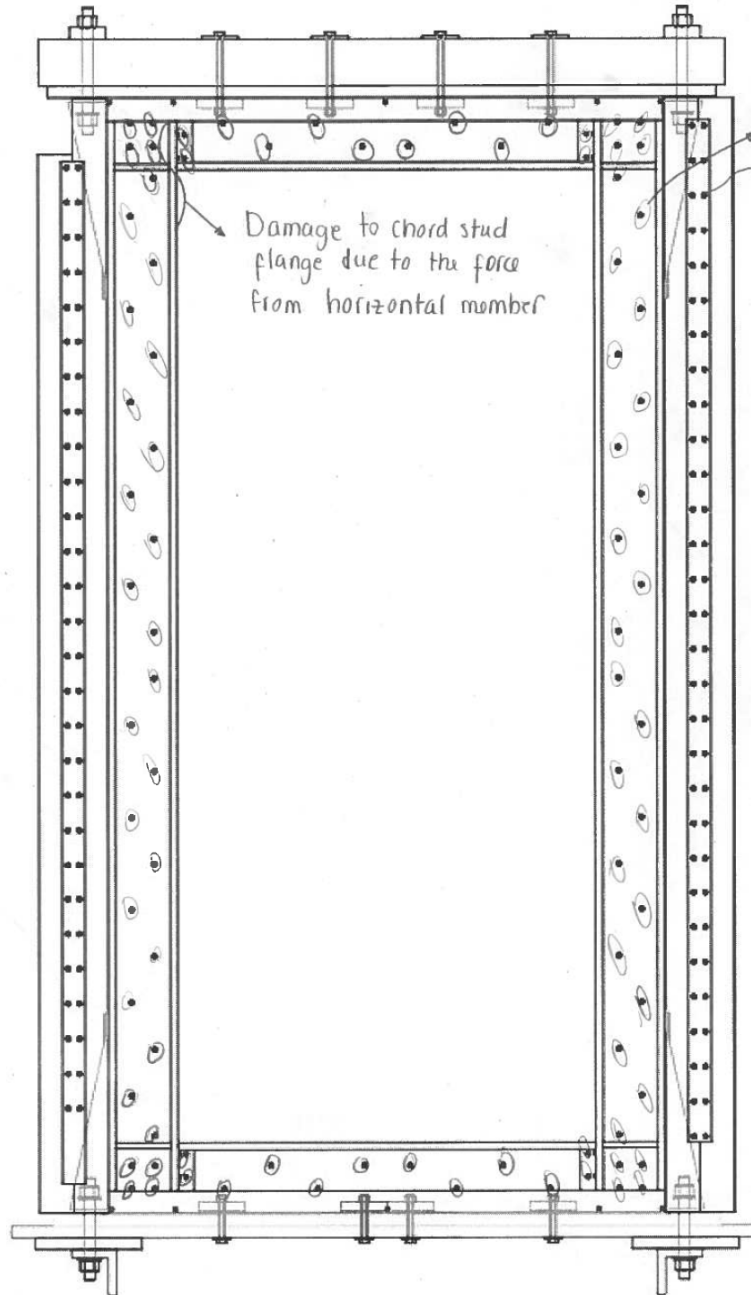 Damage to chord stud
flange due to the force
from horizontal member